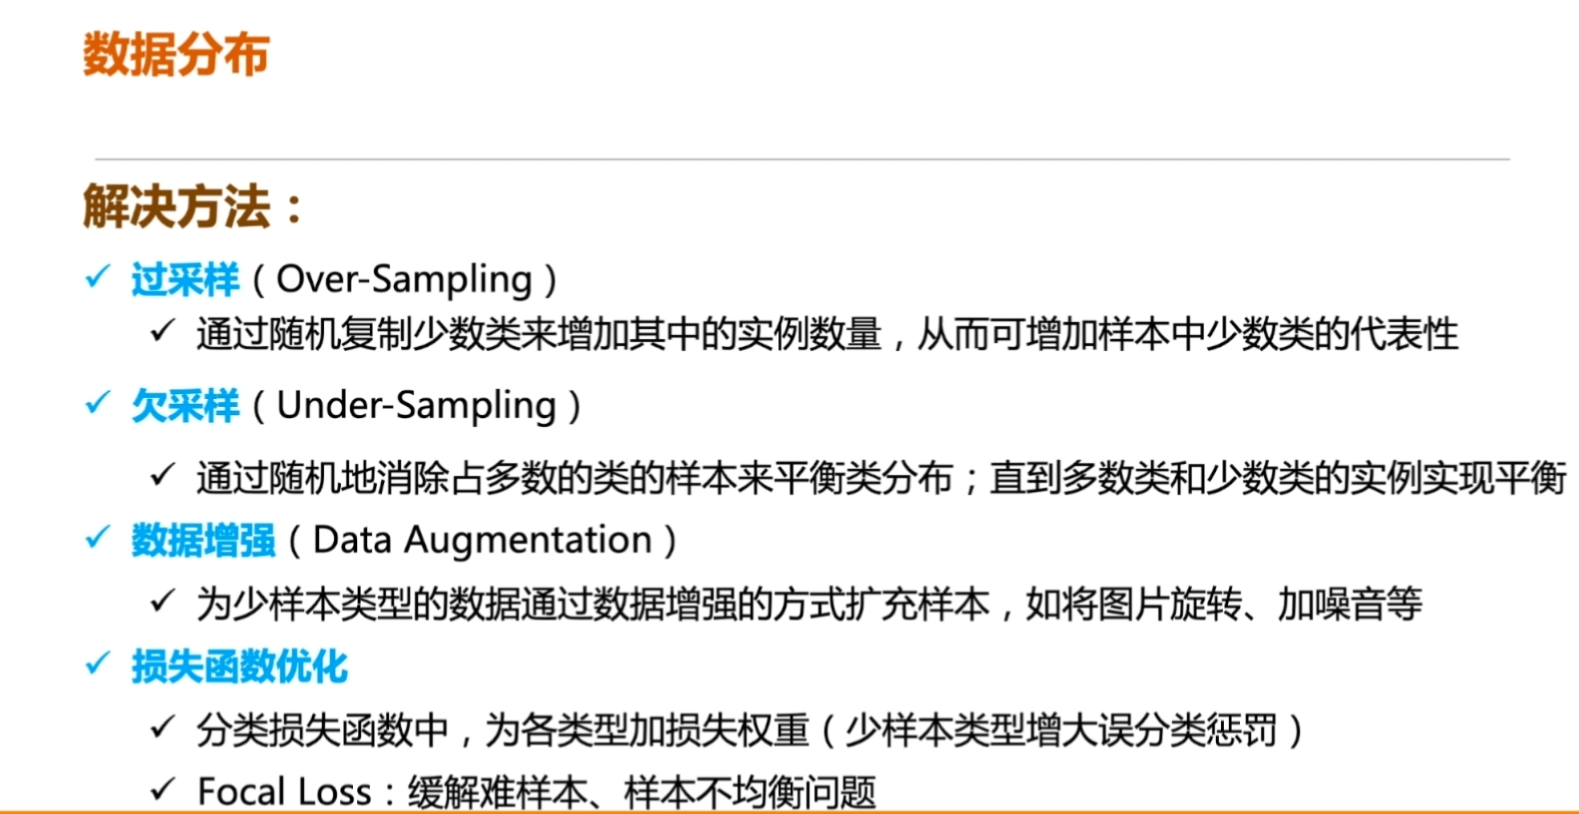 数据分布
解决方法：
✓ 过采样（Over-Sampling）
✓ 通过随机复制少数类来增加其中的实例数量，从而可增加样本中少数类的代表性
✓ 欠采样（Under-Sampling）
✓ 通过随机地消除占多数的类的样本来平衡类分布；直到多数类和少数类的实例实现平衡
✓ 数据增强（Data Augmentation）
✓ 为少样本类型的数据通过数据增强的方式扩充样本，如将图片旋转、加噪音等
✓ 损失函数优化
✓ 分类损失函数中，为各类型加损失权重（少样本类型增大误分类惩罚）
✓ Focal Loss：缓解难样本、样本不均衡问题